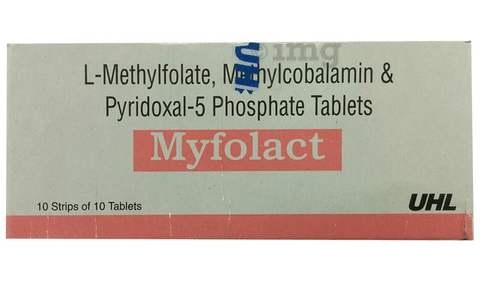 L-Methylfolate, Methylcobalamin &
Pyridoxal-5 Phosphate Tablets
Myfolact
10 Strips of 10 Tablets
UHL